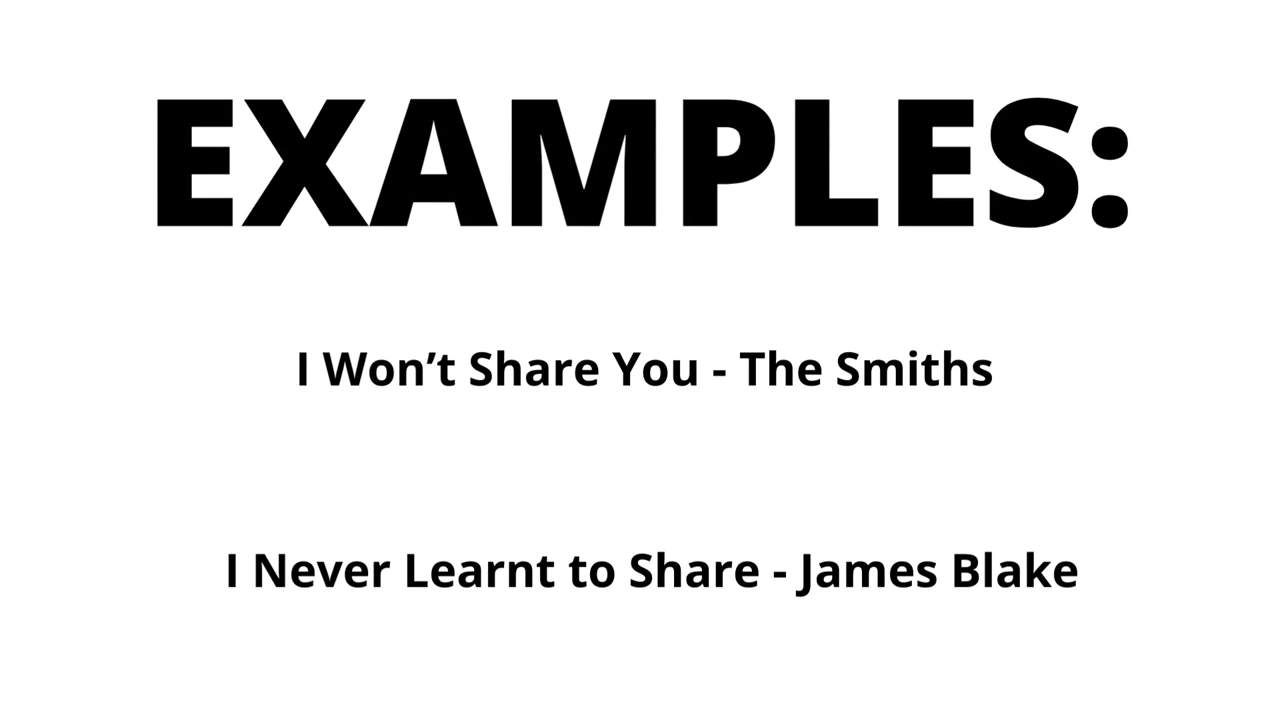 EXAMPLES:
I Won’t Share You - The Smiths
I Never Learnt to Share - James Blake